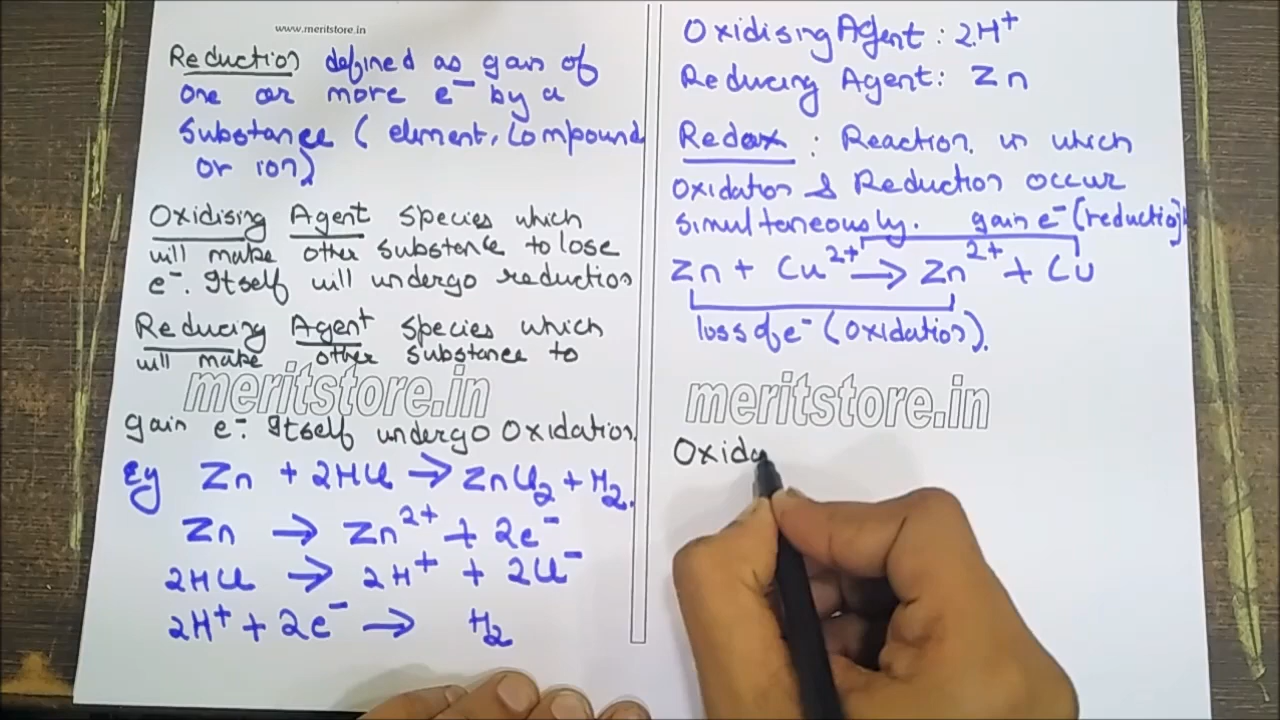 www.meritstore.in
Reduction defined as gain of
one or more e⁻ by a
substance ( element, compound
or ion)
Oxidising Agent species which
will make other substance to lose
e⁻. Itself will undergo reduction
Reducing Agent species which
will make other substance to
meritstore.in
gain e⁻. Itself undergo oxidation.
Eg Zn + 2HCl → ZnCl₂ + H₂.
Zn → Zn²⁺ + 2e⁻
2HCl → 2H⁺ + 2Cl⁻
2H⁺ + 2e⁻ → H₂
Oxidising Agent : 2H⁺
Reducing Agent: Zn
Redox : Reaction in which
Oxidation & Reduction occur
simultaneously. gain e⁻ (reduction)
Zn + Cu²⁺ → Zn²⁺ + Cu
loss of e⁻ (Oxidation).
meritstore.in
Oxida